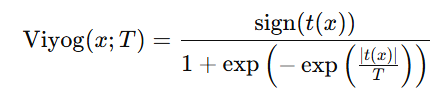 Viyog(x; T) = sign(t(x)) / (1 + exp(− exp(|t(x)| / T)))